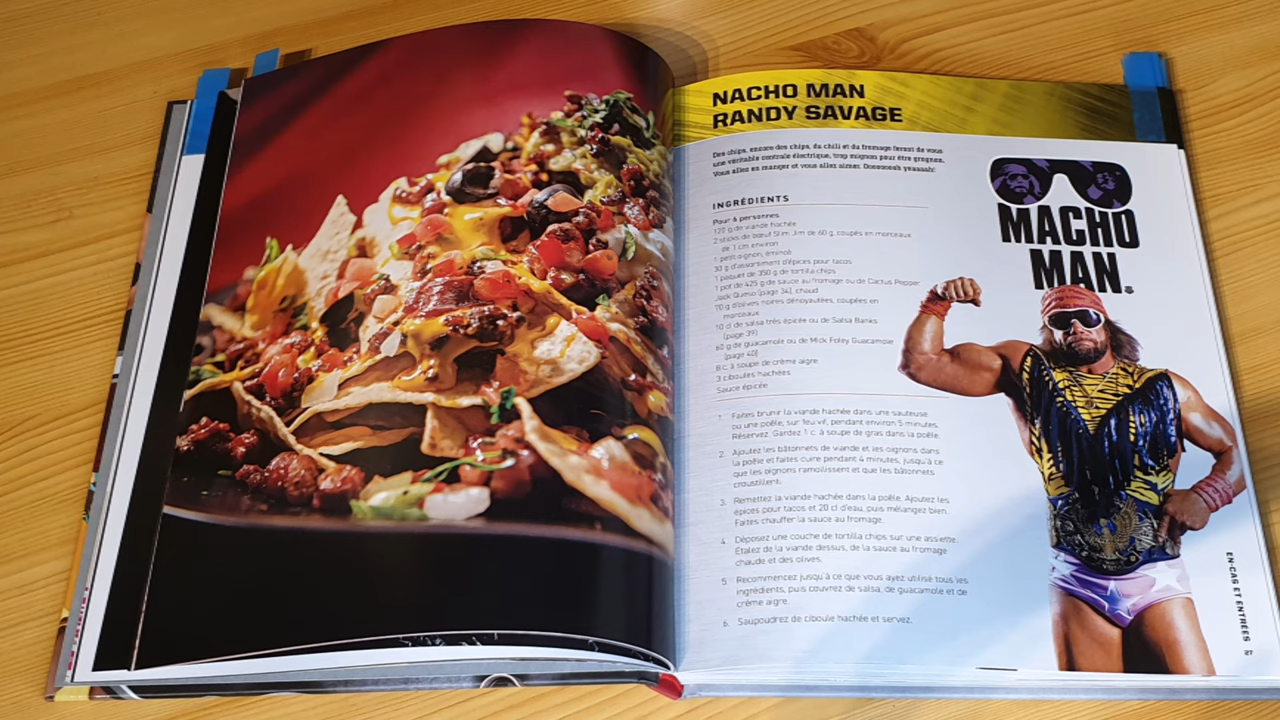 NACHO MAN
RANDY SAVAGE
Des chips, encore des chips, du chili et du fromage feront de vous
une véritable centrale électrique, trop mignon pour être grognon.
Vous allez en manger et vous allez aimer. Ooooooh yeaaaah!
INGRÉDIENTS
Pour 6 personnes
120 g de viande hachée
2 sticks de bœuf Slim Jim de 60 g, coupés en morceaux
de 1 cm environ
1 petit oignon, émincé
30 g d'assortiment d'épices pour tacos
1 paquet de 350 g de tortilla chips
1 pot de 425 g de sauce au fromage ou de Cactus Pepper
Jack Queso (page 34), chaud
70 g d'olives noires dénoyautées, coupées en
morceaux
10 cl de salsa très épicée ou de Salsa Banks
(page 39)
60 g de guacamole ou de Mick Foley Guacamole
(page 40)
8 c. à soupe de crème aigre
3 ciboules hachées
Sauce épicée
1. Faites brunir la viande hachée dans une sauteuse
ou une poêle, sur feu vif, pendant environ 5 minutes.
Réservez. Gardez 1 c. à soupe de gras dans la poêle.
2. Ajoutez les bâtonnets de viande et les oignons dans
la poêle et faites cuire pendant 4 minutes, jusqu'à ce
que les oignons ramollissent et que les bâtonnets
croustillent.
3. Remettez la viande hachée dans la poêle. Ajoutez les
épices pour tacos et 20 cl d'eau, puis mélangez bien.
Faites chauffer la sauce au fromage.
4. Déposez une couche de tortilla chips sur une assiette.
Étalez de la viande dessus, de la sauce au fromage
chaude et des olives.
5. Recommencez jusqu'à ce que vous ayez utilisé tous les
ingrédients, puis couvrez de salsa, de guacamole et de
crème aigre.
6. Saupoudrez de ciboule hachée et servez.
MACHO
MAN
EN-CAS ET ENTRÉES